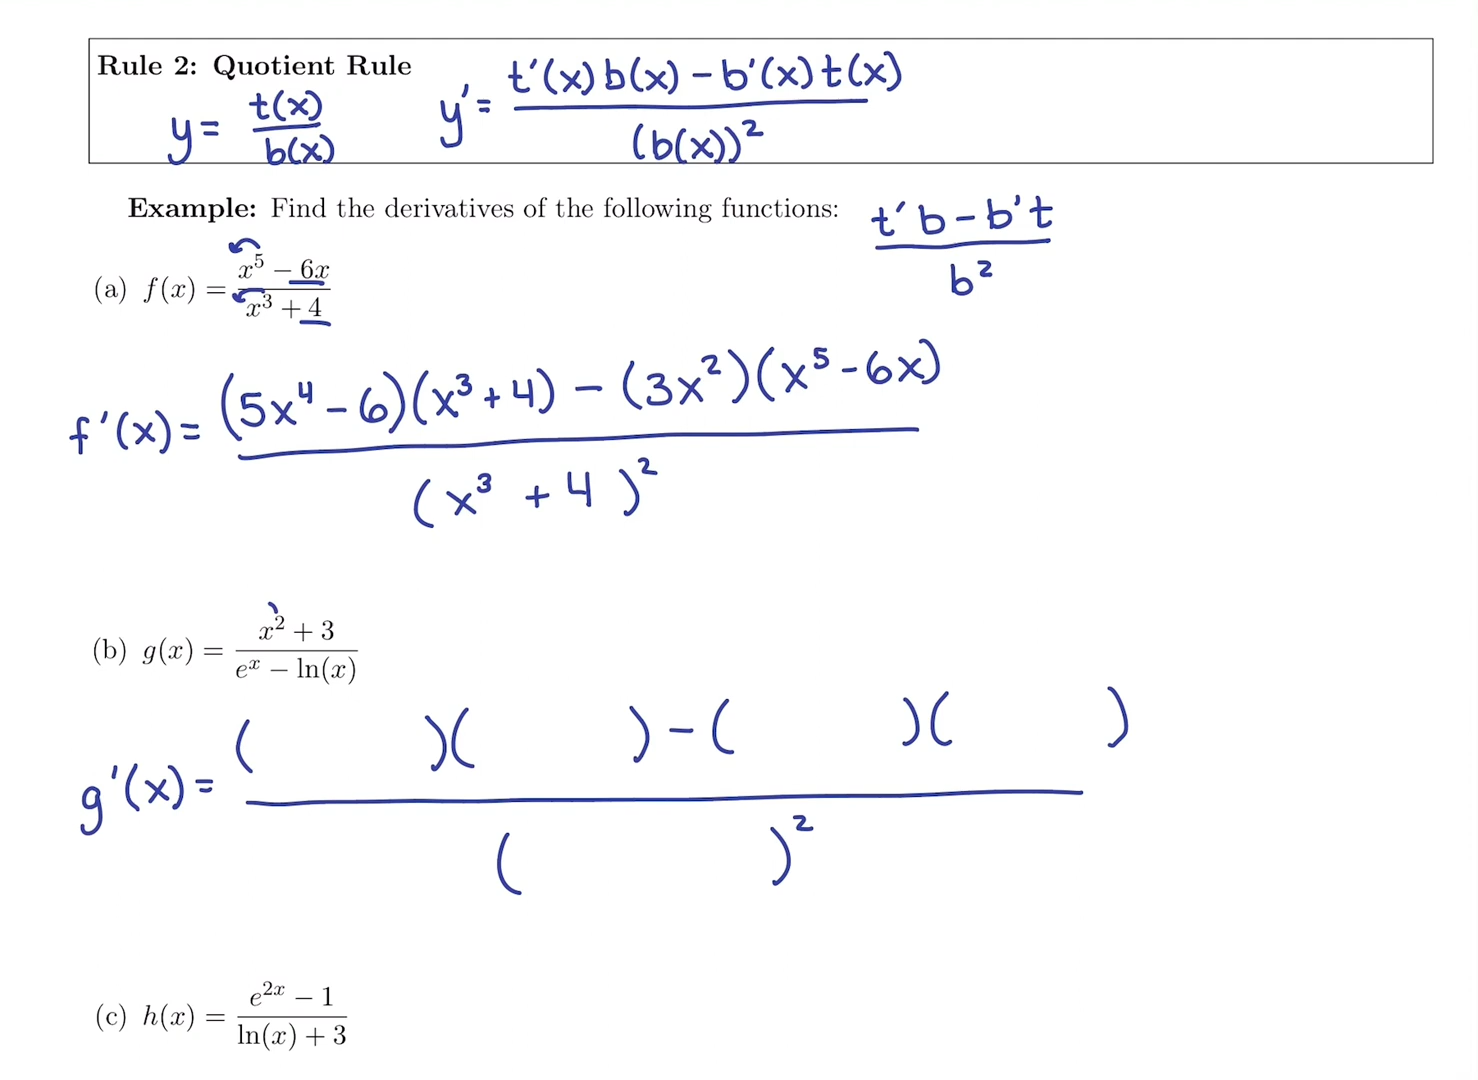 Rule 2: Quotient Rule
y = t(x)/b(x)    y' = (t'(x)b(x) - b'(x)t(x))/(b(x))²
Example: Find the derivatives of the following functions:    (t'b - b't)/b²
(a) f(x) = (x⁵ − 6x)/(x³ + 4)
f'(x) = ((5x⁴ - 6)(x³ + 4) - (3x²)(x⁵ - 6x))/(x³ + 4)²
(b) g(x) = (x² + 3)/(eˣ − ln(x))
g'(x) = ((    )(    ) - (    )(    ))/(    )²
(c) h(x) = (e²ˣ − 1)/(ln(x) + 3)